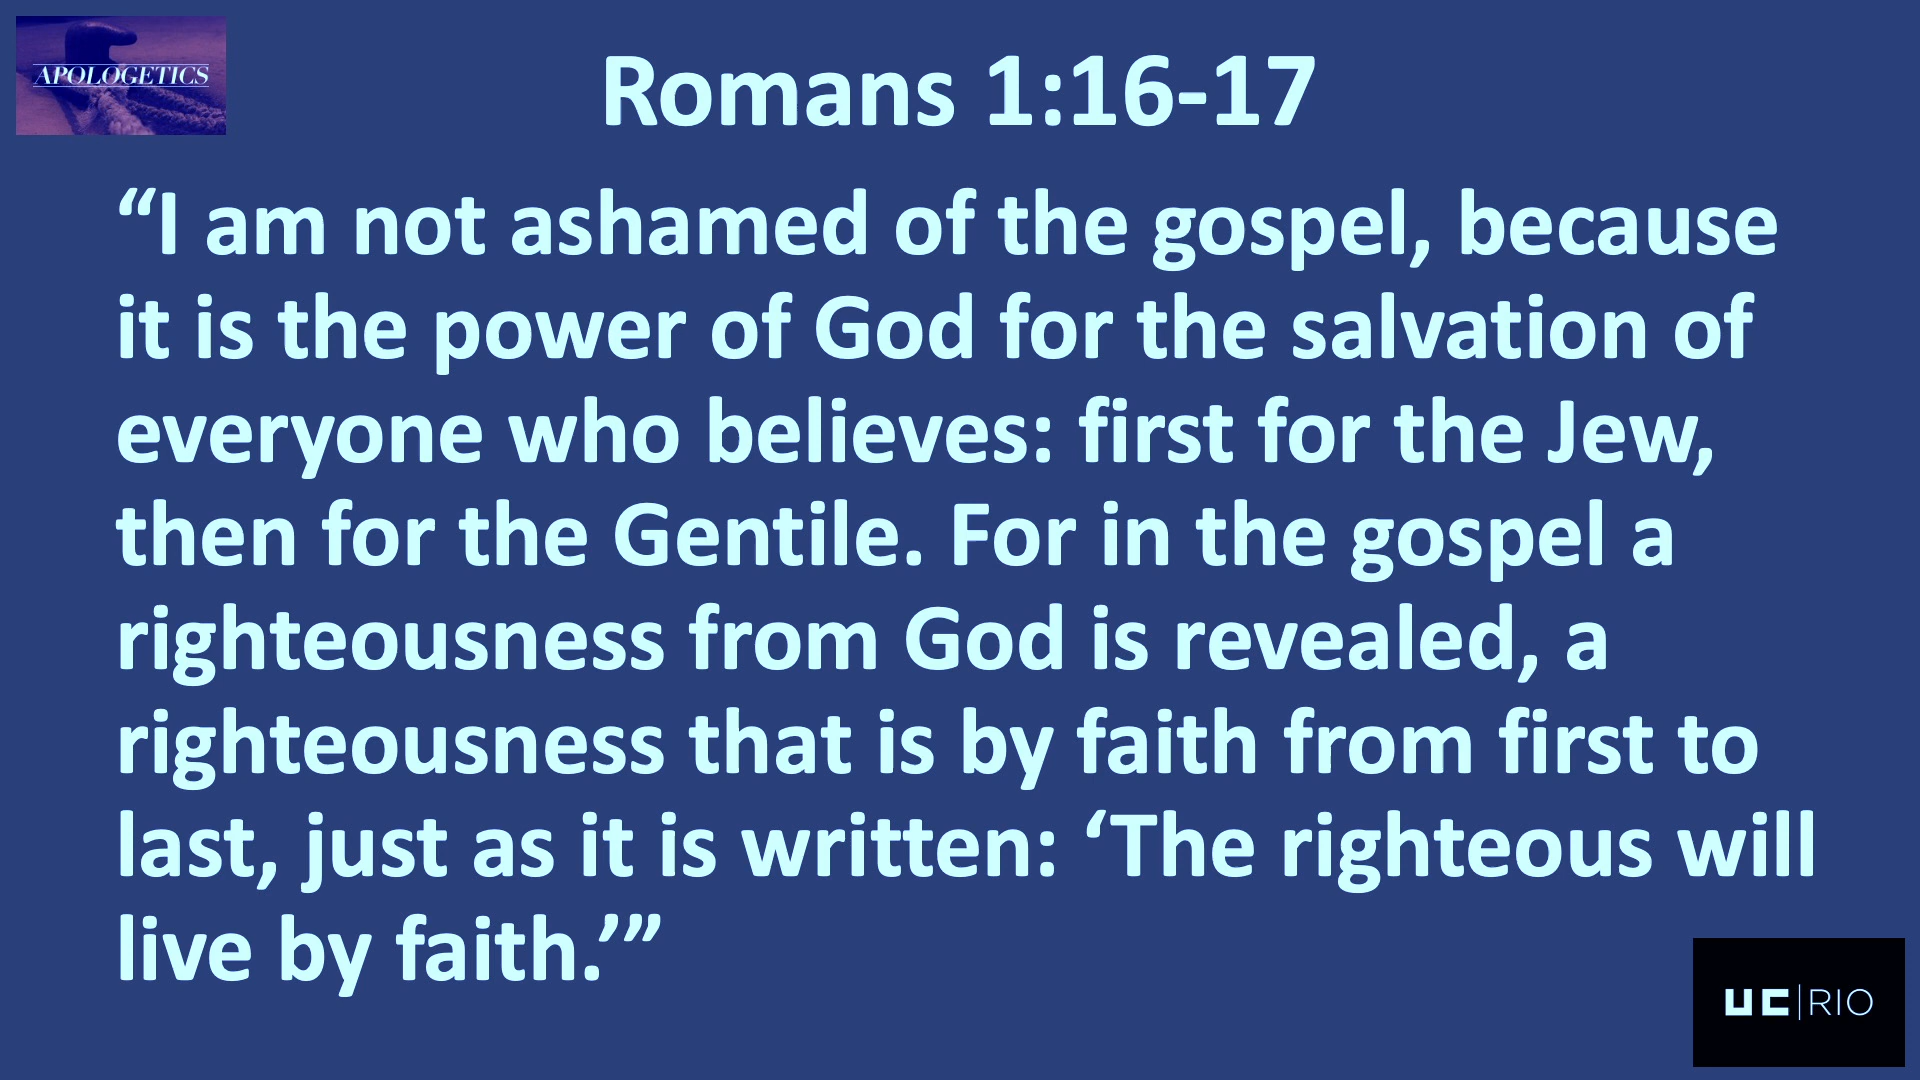 APOLOGETICS
Romans 1:16-17
“I am not ashamed of the gospel, because
it is the power of God for the salvation of
everyone who believes: first for the Jew,
then for the Gentile. For in the gospel a
righteousness from God is revealed, a
righteousness that is by faith from first to
last, just as it is written: ‘The righteous will
live by faith.’”
UC|RIO